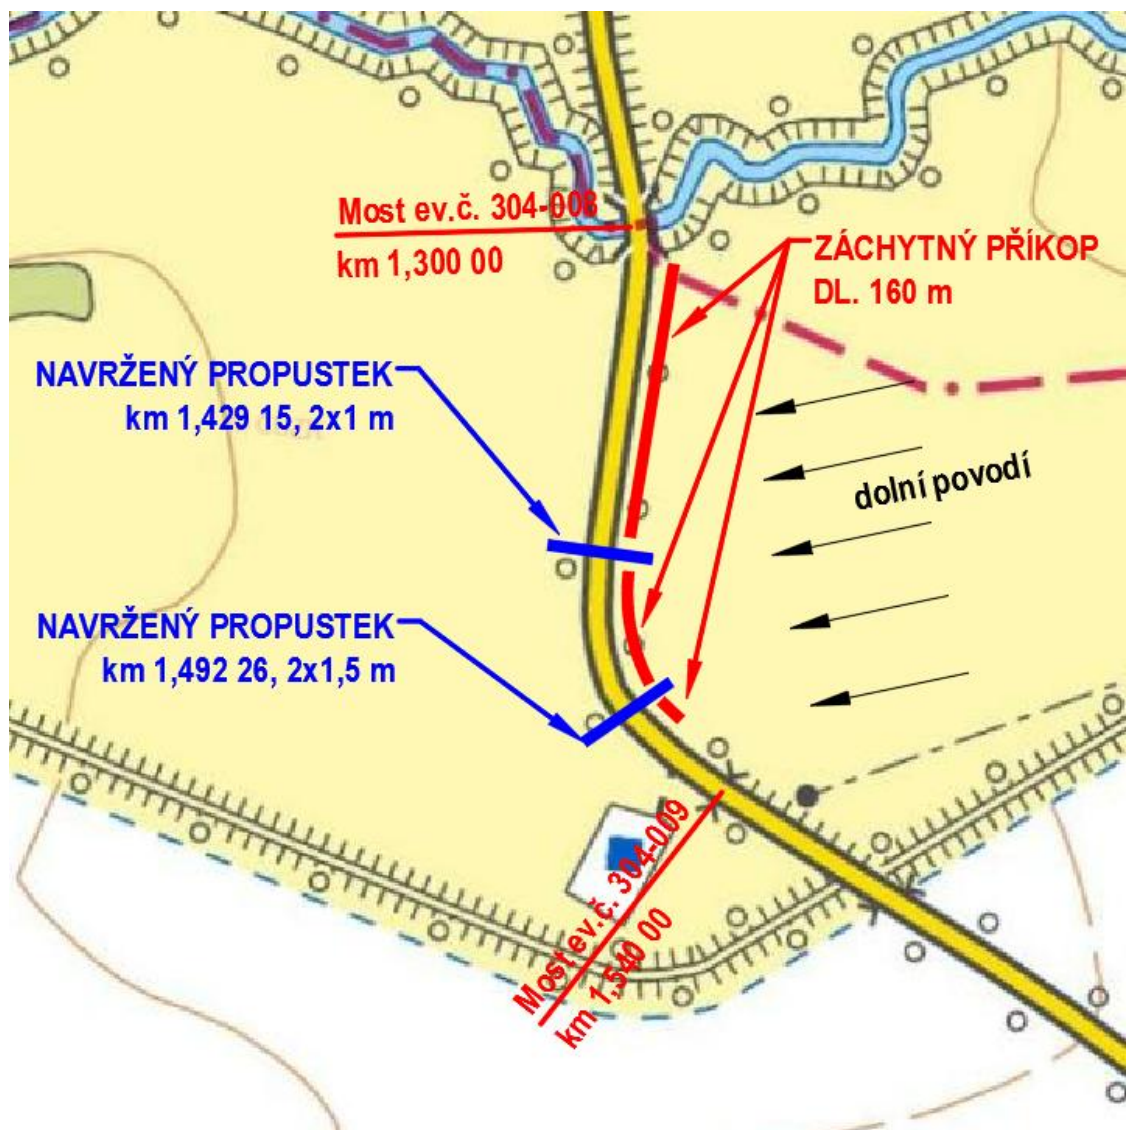 Most ev.č. 304-008
km 1,300 00
ZÁCHYTNÝ PŘÍKOP
DL. 160 m
NAVRŽENÝ PROPUSTEK
km 1,429 15, 2x1 m
dolní povodí
NAVRŽENÝ PROPUSTEK
km 1,492 26, 2x1,5 m
Most ev.č. 304-009
km 1,540 00